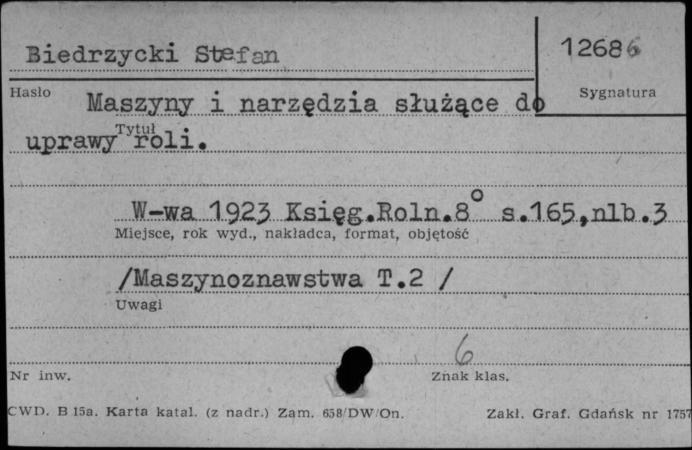 Biedrzycki Stefan
12686
Hasło
Sygnatura
Maszyny i narzędzia służące do
Tytuł
uprawy roli.
W-wa 1923 Księg.Roln.8° s.165,nlb.3
Miejsce, rok wyd., nakładca, format, objętość
/Maszynoznawstwa T.2 /
Uwagi
6
Nr inw.
Znak klas.
CWD. B 15a. Karta katal. (z nadr.) Zam. 658/DW/On.
Zakł. Graf. Gdańsk nr 1757